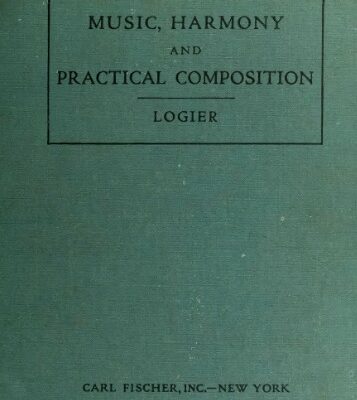 MUSIC, HARMONY
AND
PRACTICAL COMPOSITION
LOGIER
CARL FISCHER, INC.—NEW YORK